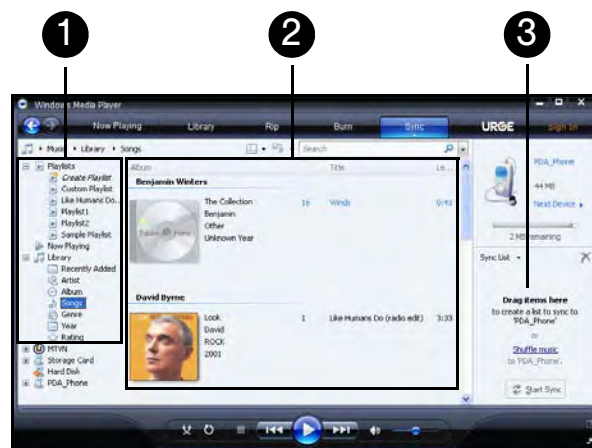 1 2 3
Windows Media Player
Now Playing Library Rip Burn Sync URGE Sign In
Music Library Songs
Search
Playlists
Create Playlist
Custom Playlist
Like Humans Do...
Playlist1
Playlist2
Sample Playlist
Now Playing
Library
Recently Added
Artist
Album
Songs
Genre
Year
Rating
MTVN
Storage Card
Hard Disk
PDA_Phone
Album Title Le...
Benjamin Winters
The Collection 16 Winds 0:43
Benjamin
Other
Unknown Year
David Byrne
Look 1 Like Humans Do (radio edit) 3:33
David
ROCK
2001
PDA_Phone
44 MB
Next Device
2 MB remaining
Sync List
Drag items here
to create a list to sync to
'PDA_Phone'
or
Shuffle music
to 'PDA_Phone'.
Start Sync